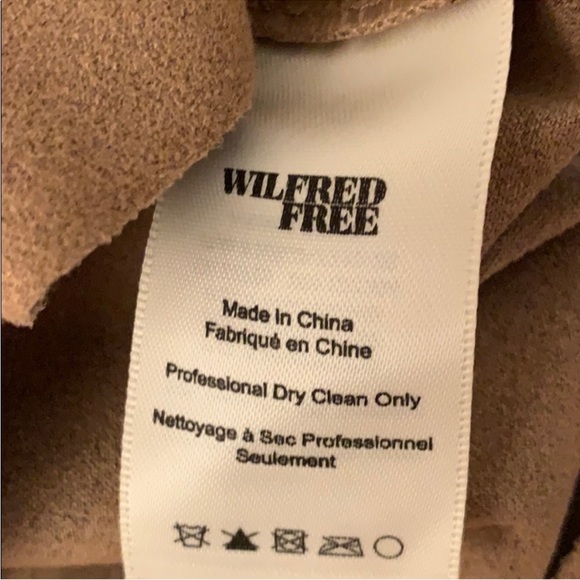 WILFRED
FREE
Made in China
Fabriqué en Chine
Professional Dry Clean Only
Nettoyage à Sec Professionnel
Seulement